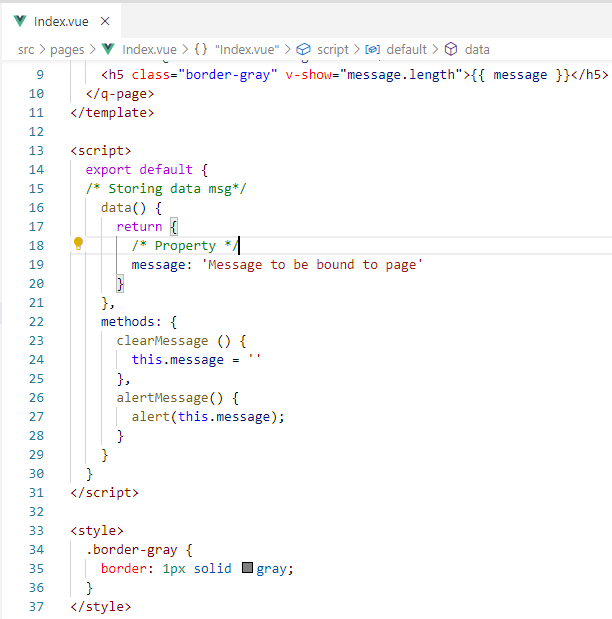 Index.vue ×
src > pages > Index.vue > {} "Index.vue" > script > default > data
9 <h5 class="border-gray" v-show="message.length">{{ message }}</h5>
10 </q-page>
11 </template>
12
13 <script>
14 export default {
15 /* Storing data msg*/
16 data() {
17 return {
18 /* Property */
19 message: 'Message to be bound to page'
20 }
21 },
22 methods: {
23 clearMessage () {
24 this.message = ''
25 },
26 alertMessage() {
27 alert(this.message);
28 }
29 }
30 }
31 </script>
32
33 <style>
34 .border-gray {
35 border: 1px solid gray;
36 }
37 </style>